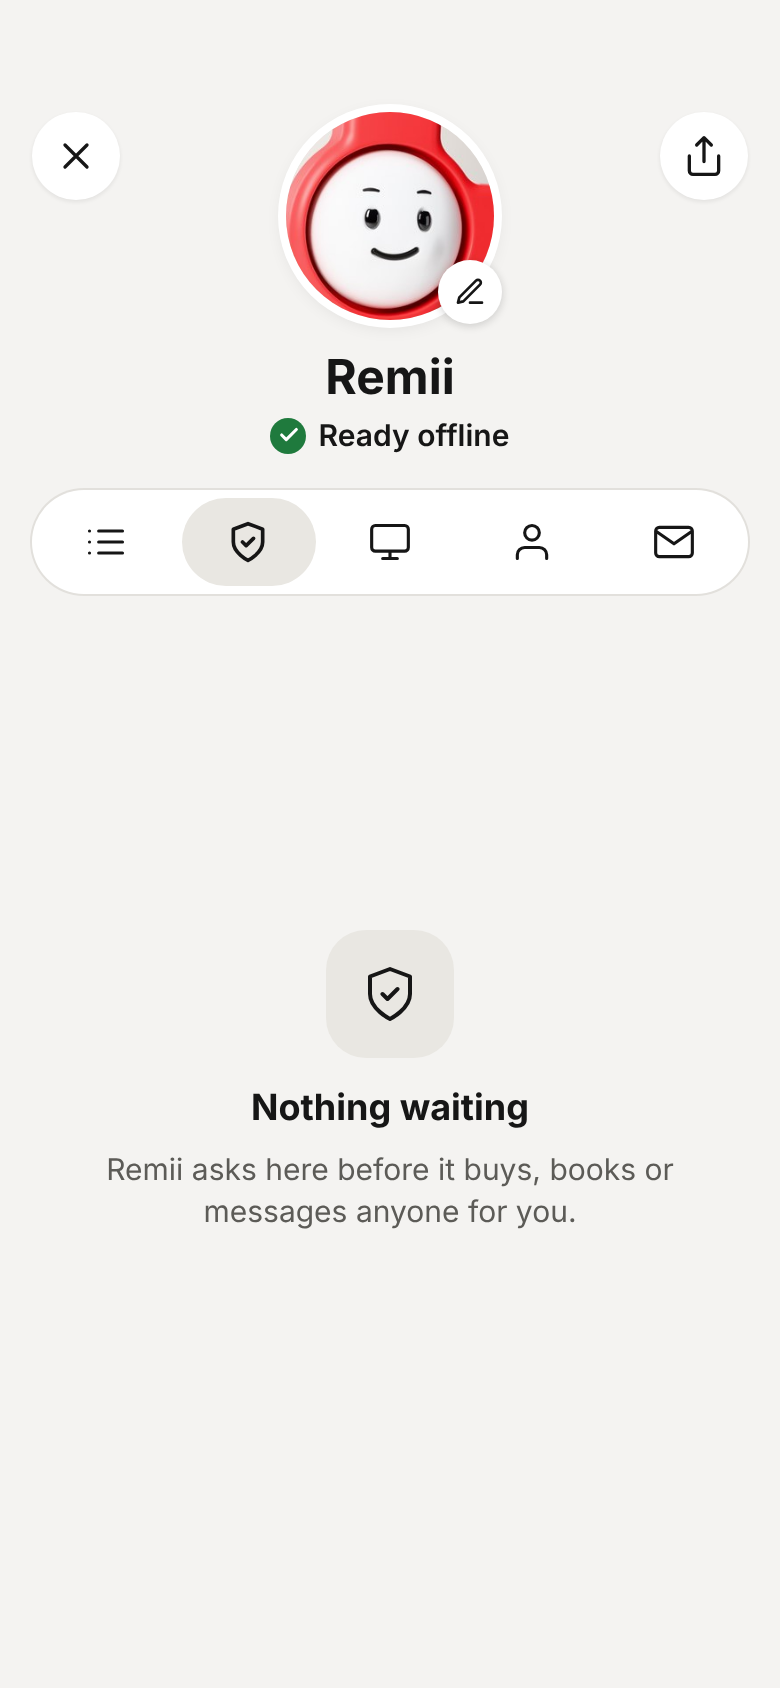 Remii
Ready offline
Nothing waiting
Remii asks here before it buys, books or
messages anyone for you.